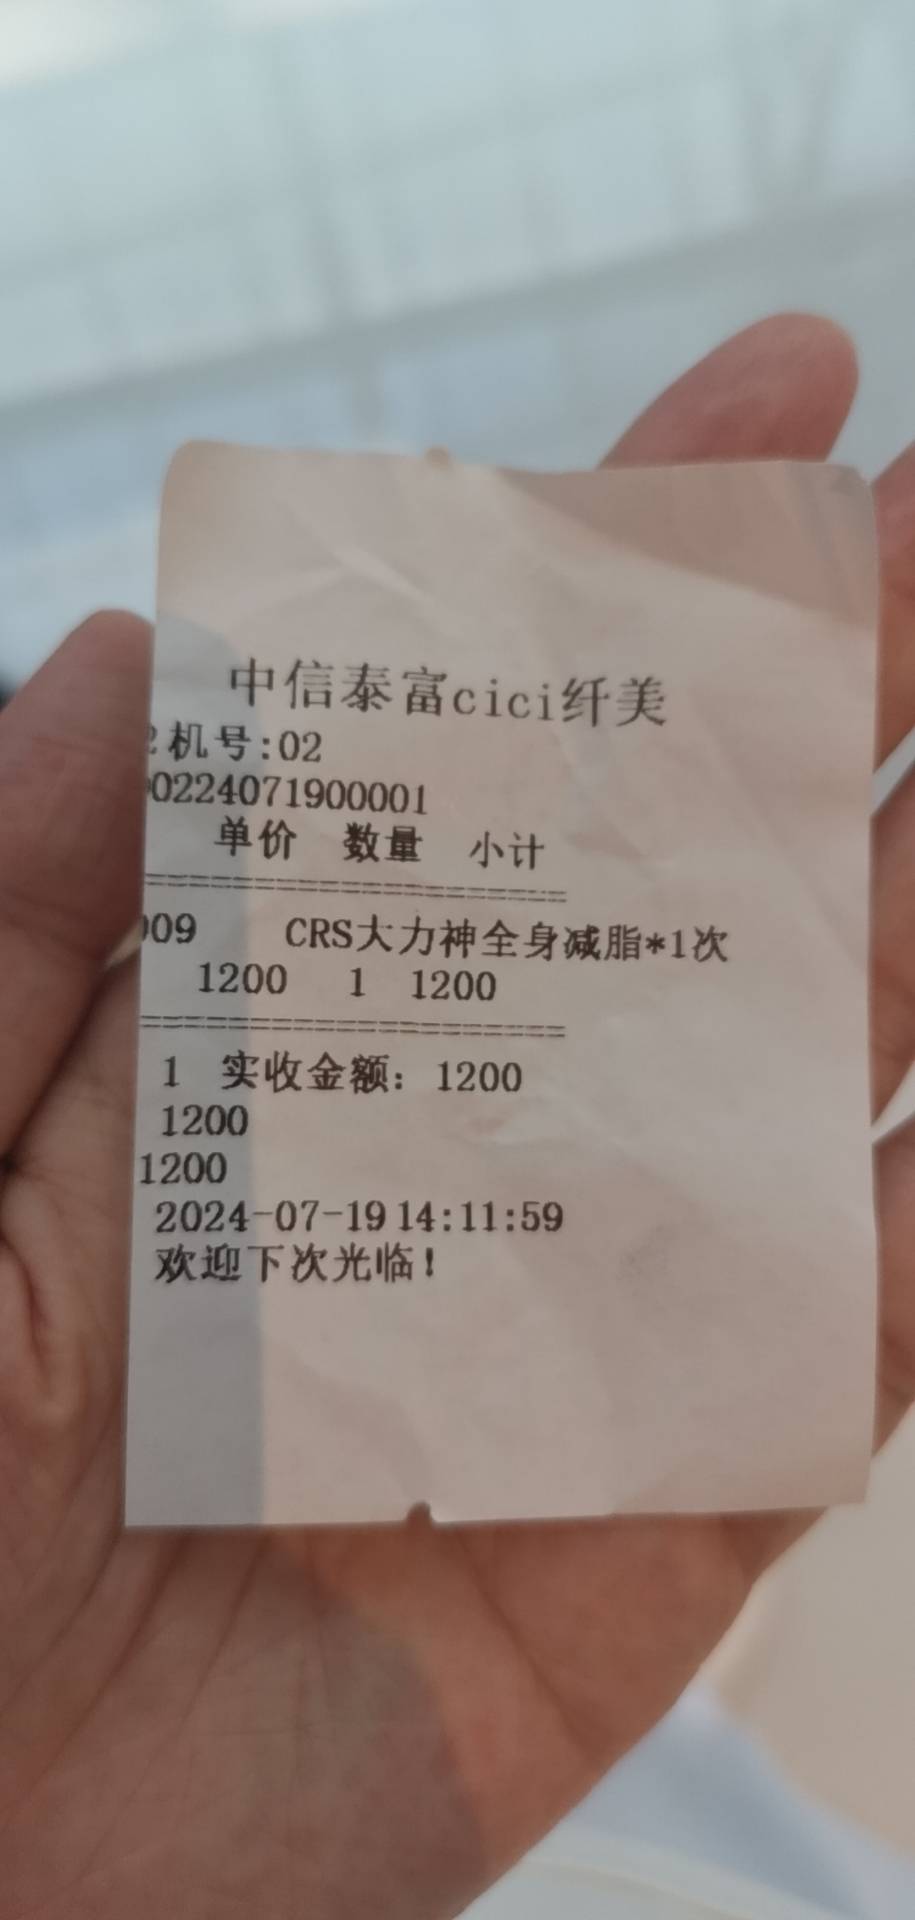 中信泰富cici纤美
机号:02
0224071900001
单价 数量 小计
===========================
09 CRS大力神全身减脂*1次
1200 1 1200
===========================
1 实收金额: 1200
1200
1200
2024-07-19 14:11:59
欢迎下次光临!